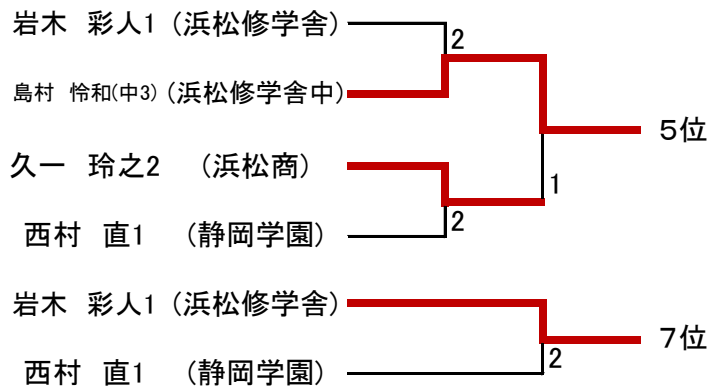 岩木 彩人1 (浜松修学舎)
2
島村 怜和(中3) (浜松修学舎中)
5位
久一 玲之2 (浜松商)
1
2
西村 直1 (静岡学園)
岩木 彩人1 (浜松修学舎)
7位
2
西村 直1 (静岡学園)